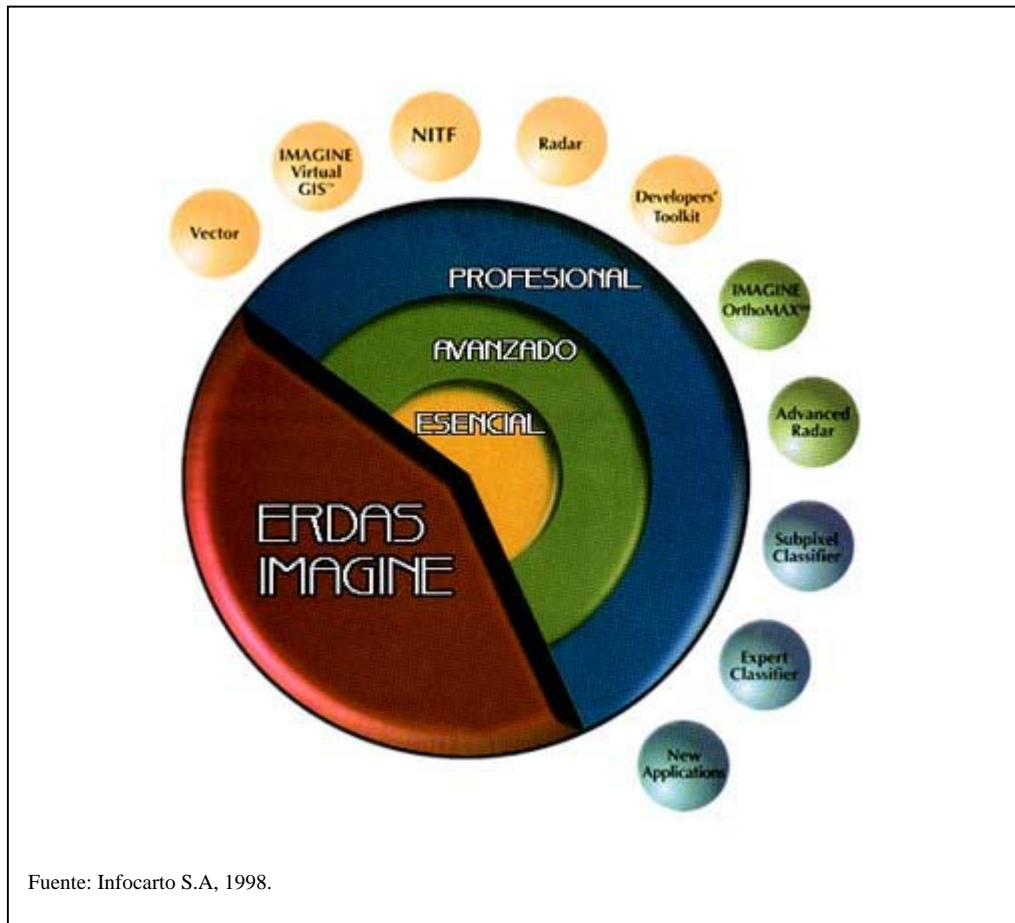 NITF
Radar
IMAGINE
Virtual
GIS™
Developers'
Toolkit
Vector
PROFESIONAL
IMAGINE
OrthoMAX™
AVANZADO
ESENCIAL
Advanced
Radar
ERDAS
IMAGINE
Subpixel
Classifier
Expert
Classifier
New
Applications
Fuente: Infocarto S.A, 1998.